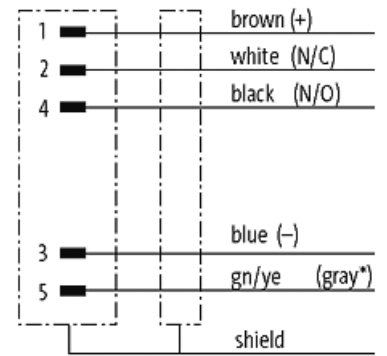 1 brown (+)
2 white (N/C)
4 black (N/O)
3 blue (–)
5 gn/ye (gray*)
shield